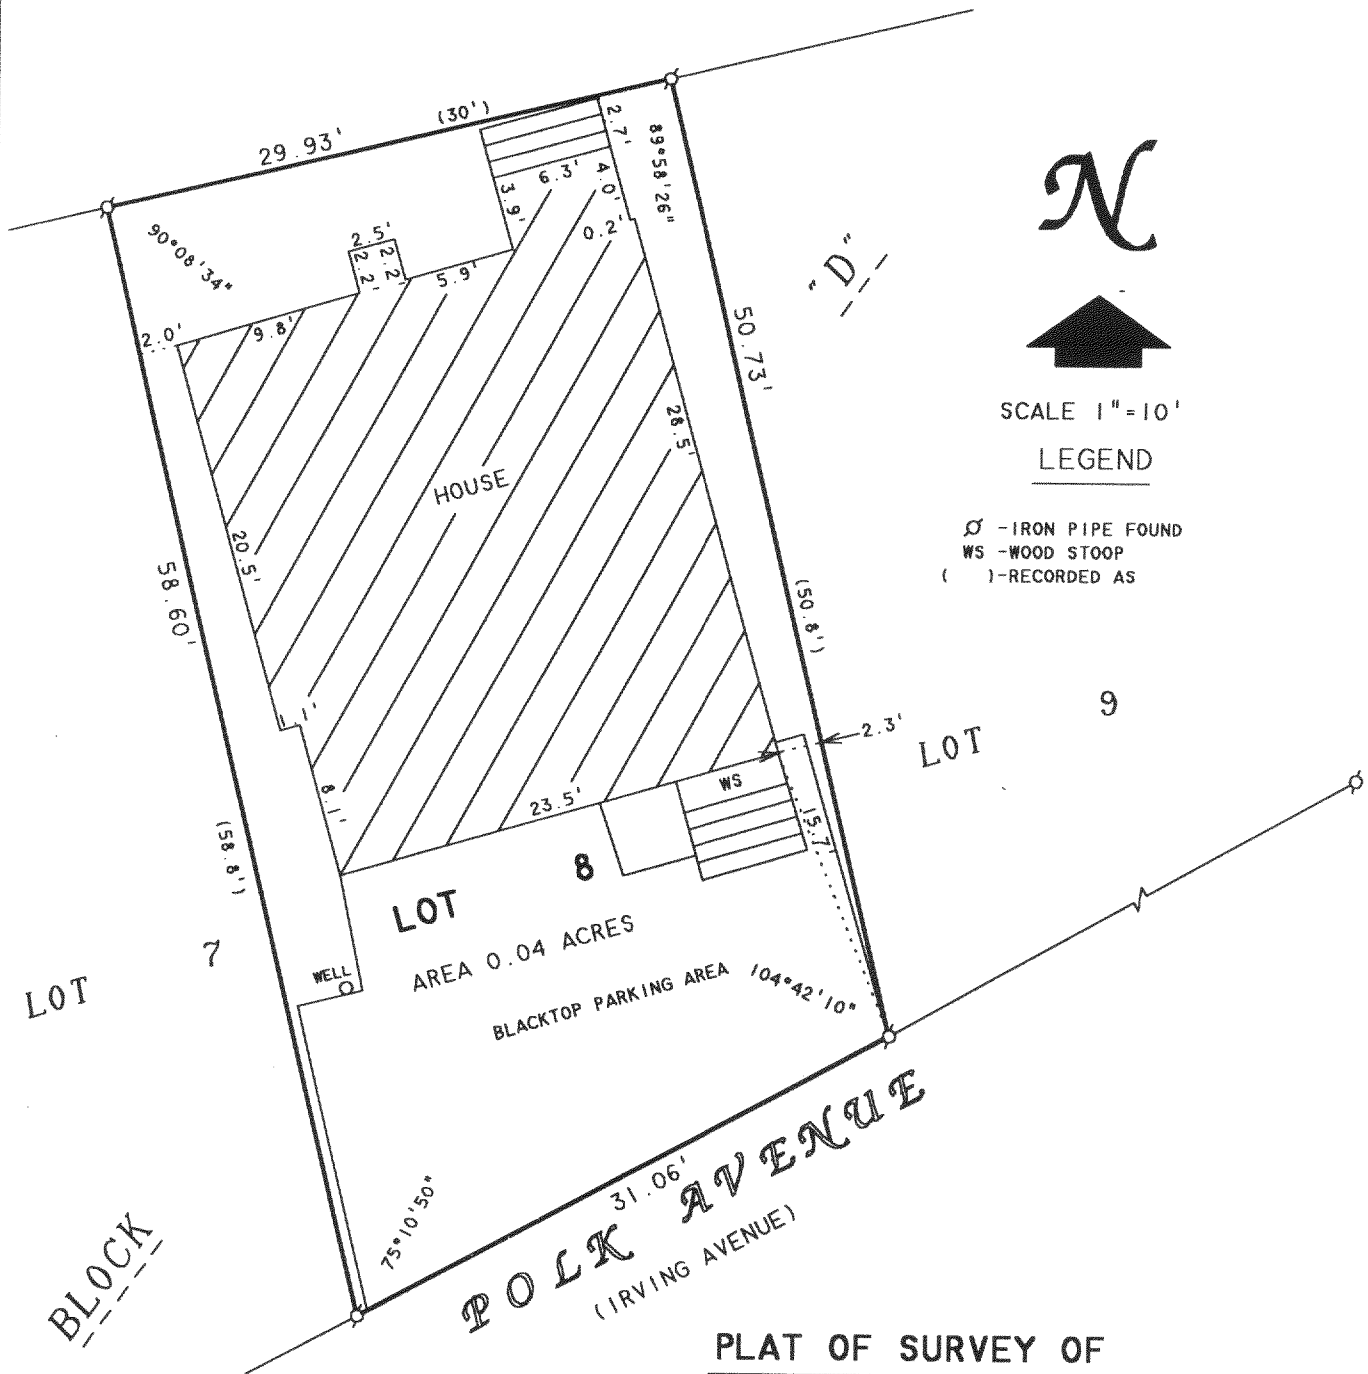 (30')
29.93'
2.7'
89°58'26"
6.3'
4.0'
3.9'
0.2'
90°08'34"
2.5'
2.2'
2.2'
5.9'
2.0'
9.8'
"D"
N
50.73'
SCALE 1"=10'
LEGEND
Ø -IRON PIPE FOUND
WS -WOOD STOOP
( )-RECORDED AS
28.5'
HOUSE
20.5'
58.60'
(50.8')
1.1'
2.3'
LOT 9
8.1'
23.5'
WS
15.7'
(58.8')
LOT 8
AREA 0.04 ACRES
BLACKTOP PARKING AREA
104°42'10"
WELL
LOT 7
75°10'50"
31.06'
POLK AVENUE
(IRVING AVENUE)
BLOCK
PLAT OF SURVEY OF